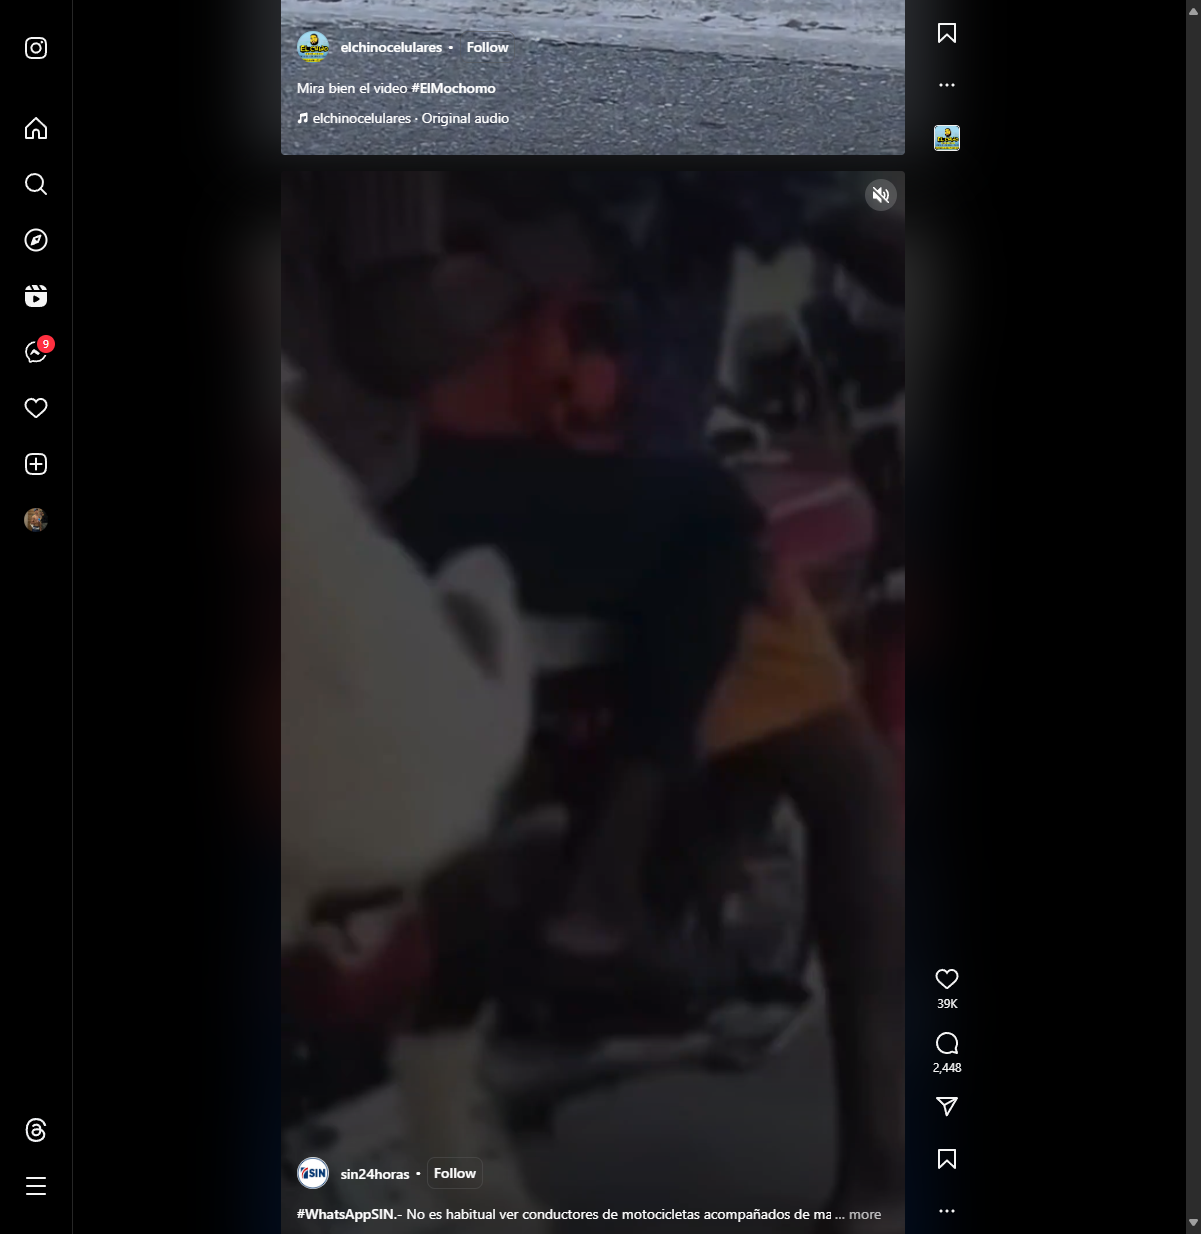 elchinocelulares • Follow
Mira bien el video #ElMochomo
elchinocelulares · Original audio
9
39K
2,448
SIN
sin24horas • Follow
#WhatsAppSIN.- No es habitual ver conductores de motocicletas acompañados de ma ... more